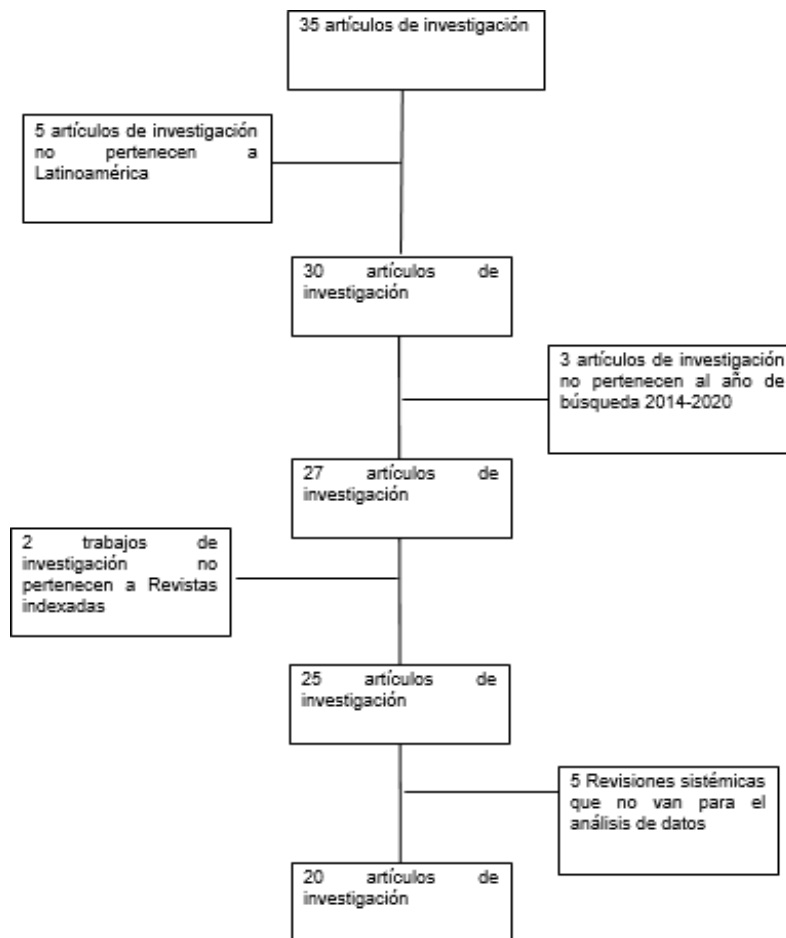 35 artículos de investigación
5 artículos de investigación
no pertenecen a
Latinoamérica
30 artículos de
investigación
3 artículos de investigación
no pertenecen al año de
búsqueda 2014-2020
27 artículos de
investigación
2 trabajos de
investigación no
pertenecen a Revistas
indexadas
25 artículos de
investigación
5 Revisiones sistémicas
que no van para el
análisis de datos
20 artículos de
investigación